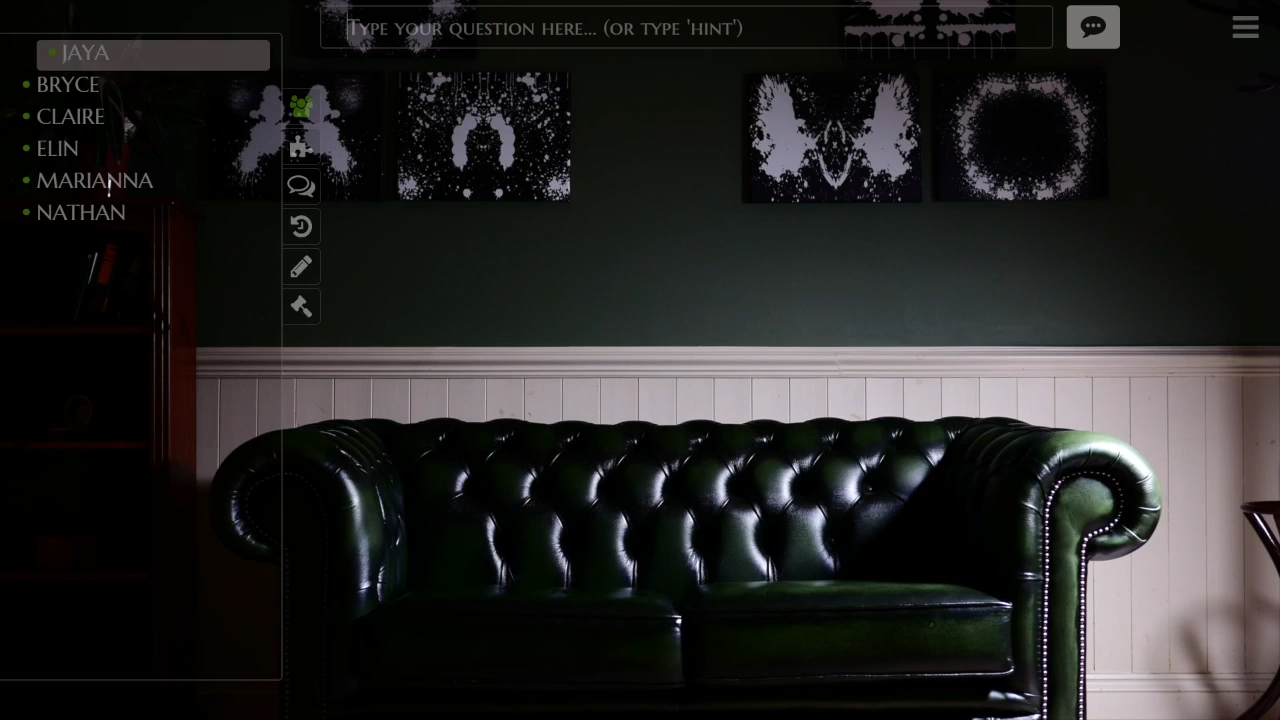 Type your question here... (or type 'hint')
JAYA
BRYCE
CLAIRE
ELIN
MARIANNA
NATHAN